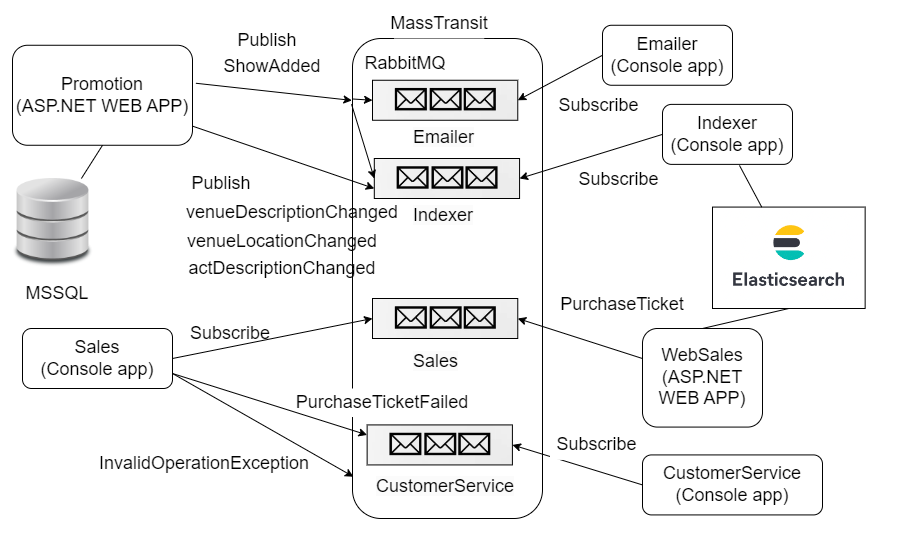 MassTransit
Publish
ShowAdded
RabbitMQ
Emailer
(Console app)
Promotion
(ASP.NET WEB APP)
Subscribe
Emailer
Indexer
(Console app)
Subscribe
Publish
venueDescriptionChanged
venueLocationChanged
actDescriptionChanged
Indexer
MSSQL
Elasticsearch
PurchaseTicket
Subscribe
Sales
(Console app)
Sales
WebSales
(ASP.NET
WEB APP)
PurchaseTicketFailed
Subscribe
InvalidOperationException
CustomerService
CustomerService
(Console app)